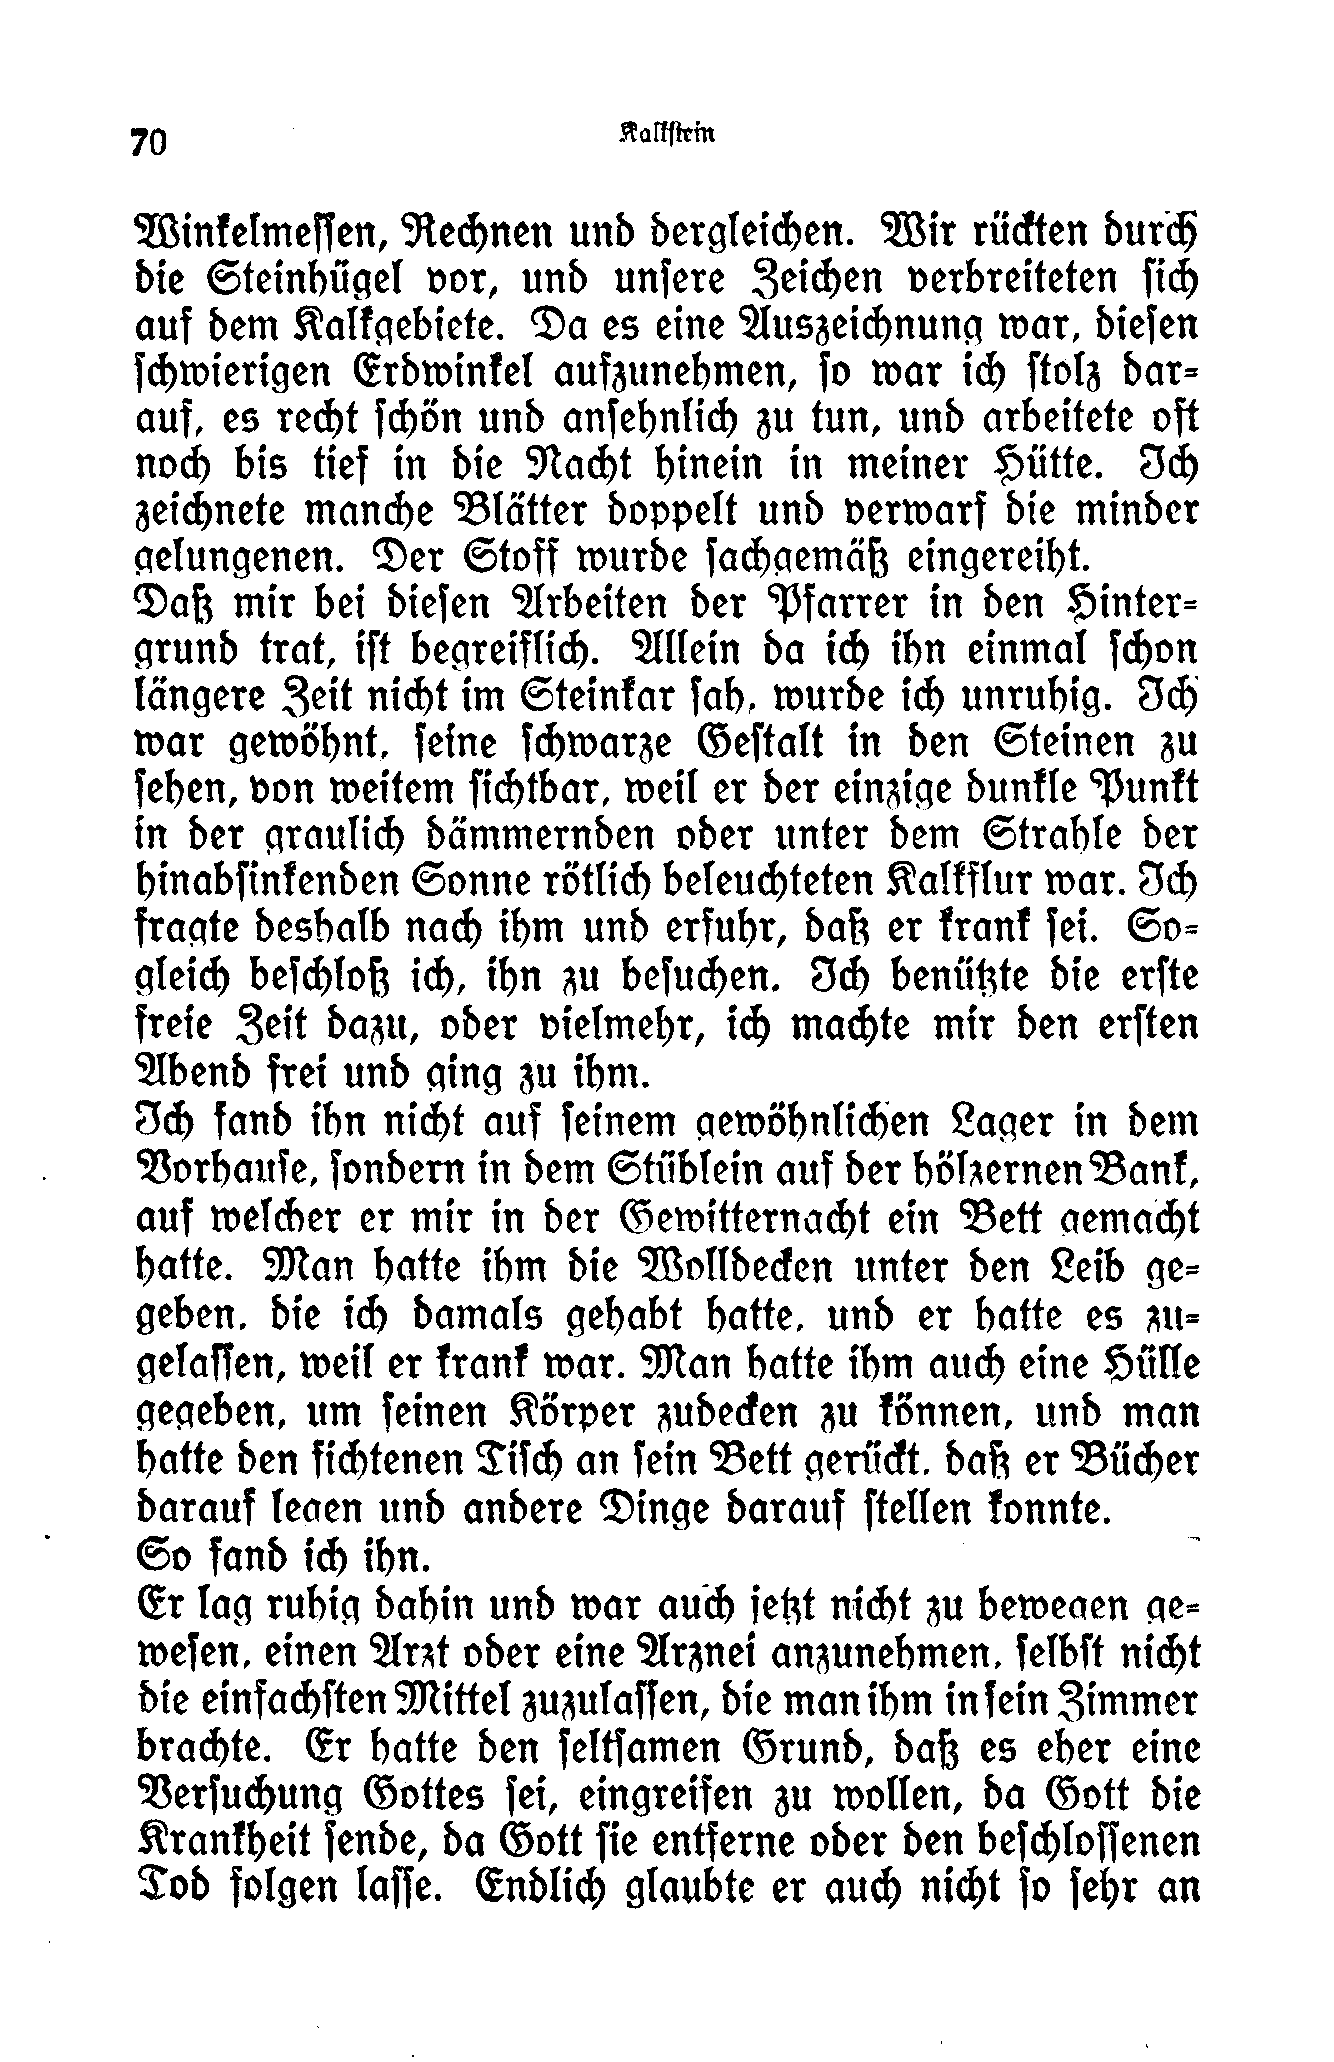 70
Kalkstein
Winkelmessen, Rechnen und dergleichen. Wir rückten durch
die Steinhügel vor, und unsere Zeichen verbreiteten sich
auf dem Kalkgebiete. Da es eine Auszeichnung war, diesen
schwierigen Erdwinkel aufzunehmen, so war ich stolz dar=
auf, es recht schön und ansehnlich zu tun, und arbeitete oft
noch bis tief in die Nacht hinein in meiner Hütte. Ich
zeichnete manche Blätter doppelt und verwarf die minder
gelungenen. Der Stoff wurde sachgemäß eingereiht.
Daß mir bei diesen Arbeiten der Pfarrer in den Hinter=
grund trat, ist begreiflich. Allein da ich ihn einmal schon
längere Zeit nicht im Steinkar sah, wurde ich unruhig. Ich
war gewöhnt, seine schwarze Gestalt in den Steinen zu
sehen, von weitem sichtbar, weil er der einzige dunkle Punkt
in der graulich dämmernden oder unter dem Strahle der
hinabsinkenden Sonne rötlich beleuchteten Kalkflur war. Ich
fragte deshalb nach ihm und erfuhr, daß er krank sei. So=
gleich beschloß ich, ihn zu besuchen. Ich benützte die erste
freie Zeit dazu, oder vielmehr, ich machte mir den ersten
Abend frei und ging zu ihm.
Ich fand ihn nicht auf seinem gewöhnlichen Lager in dem
Vorhause, sondern in dem Stüblein auf der hölzernen Bank,
auf welcher er mir in der Gewitternacht ein Bett gemacht
hatte. Man hatte ihm die Wolldecken unter den Leib ge=
geben, die ich damals gehabt hatte, und er hatte es zu=
gelassen, weil er krank war. Man hatte ihm auch eine Hülle
gegeben, um seinen Körper zudecken zu können, und man
hatte den fichtenen Tisch an sein Bett gerückt, daß er Bücher
darauf legen und andere Dinge darauf stellen konnte.
So fand ich ihn.
Er lag ruhig dahin und war auch jetzt nicht zu bewegen ge=
wesen, einen Arzt oder eine Arznei anzunehmen, selbst nicht
die einfachsten Mittel zuzulassen, die man ihm in sein Zimmer
brachte. Er hatte den seltsamen Grund, daß es eher eine
Versuchung Gottes sei, eingreifen zu wollen, da Gott die
Krankheit sende, da Gott sie entferne oder den beschlossenen
Tod folgen lasse. Endlich glaubte er auch nicht so sehr an